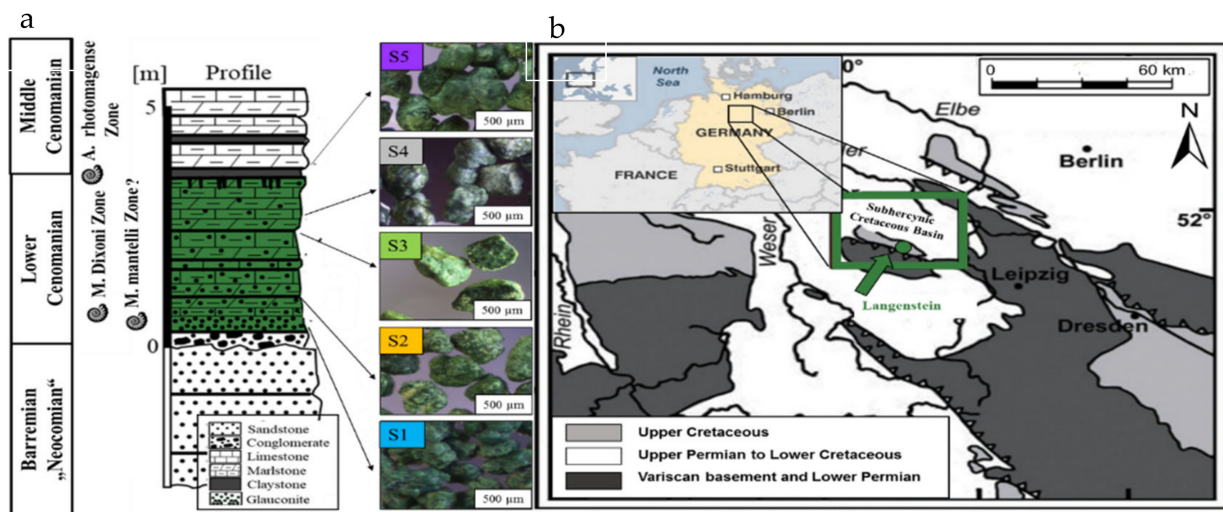 a
Middle
Cenomanian
Lower
Cenomanian
Barremian
„Neocomian“
A. rhotomagense
Zone
M. Dixoni Zone
M. mantelli Zone?
[m]
Profile
5
0
Sandstone
Conglomerate
Limestone
Marlstone
Claystone
Glauconite
S5
500 µm
S4
500 µm
S3
500 µm
S2
500 µm
S1
500 µm
b
North
Sea
Hamburg
Berlin
GERMANY
FRANCE
Stuttgart
0°
0
60 km
N
Elbe
Berlin
52°
Subhercynic
Cretaceous Basin
Weser
Leipzig
Langenstein
Dresden
Rhein
Upper Cretaceous
Upper Permian to Lower Cretaceous
Variscan basement and Lower Permian